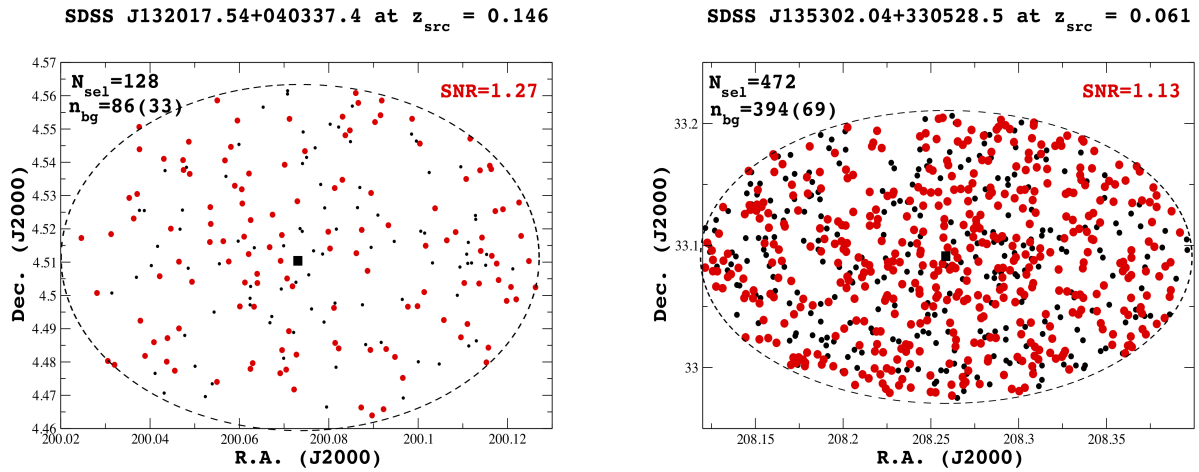 SDSS J132017.54+040337.4 at z_src = 0.146
N_sel=128
n_bg=86(33)
SNR=1.27
Dec. (J2000)
4.57
4.56
4.55
4.54
4.53
4.52
4.51
4.5
4.49
4.48
4.47
4.46
200.02 200.04 200.06 200.08 200.1 200.12
R.A. (J2000)
SDSS J135302.04+330528.5 at z_src = 0.061
N_sel=472
n_bg=394(69)
SNR=1.13
Dec. (J2000)
33.2
33.1
33
208.15 208.2 208.25 208.3 208.35
R.A. (J2000)